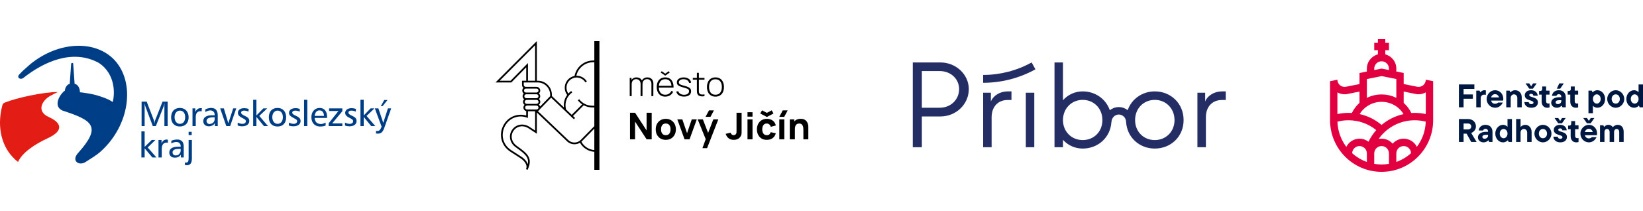 Moravskoslezský
kraj
město
Nový Jičín
Příbor
Frenštát pod
Radhoštěm